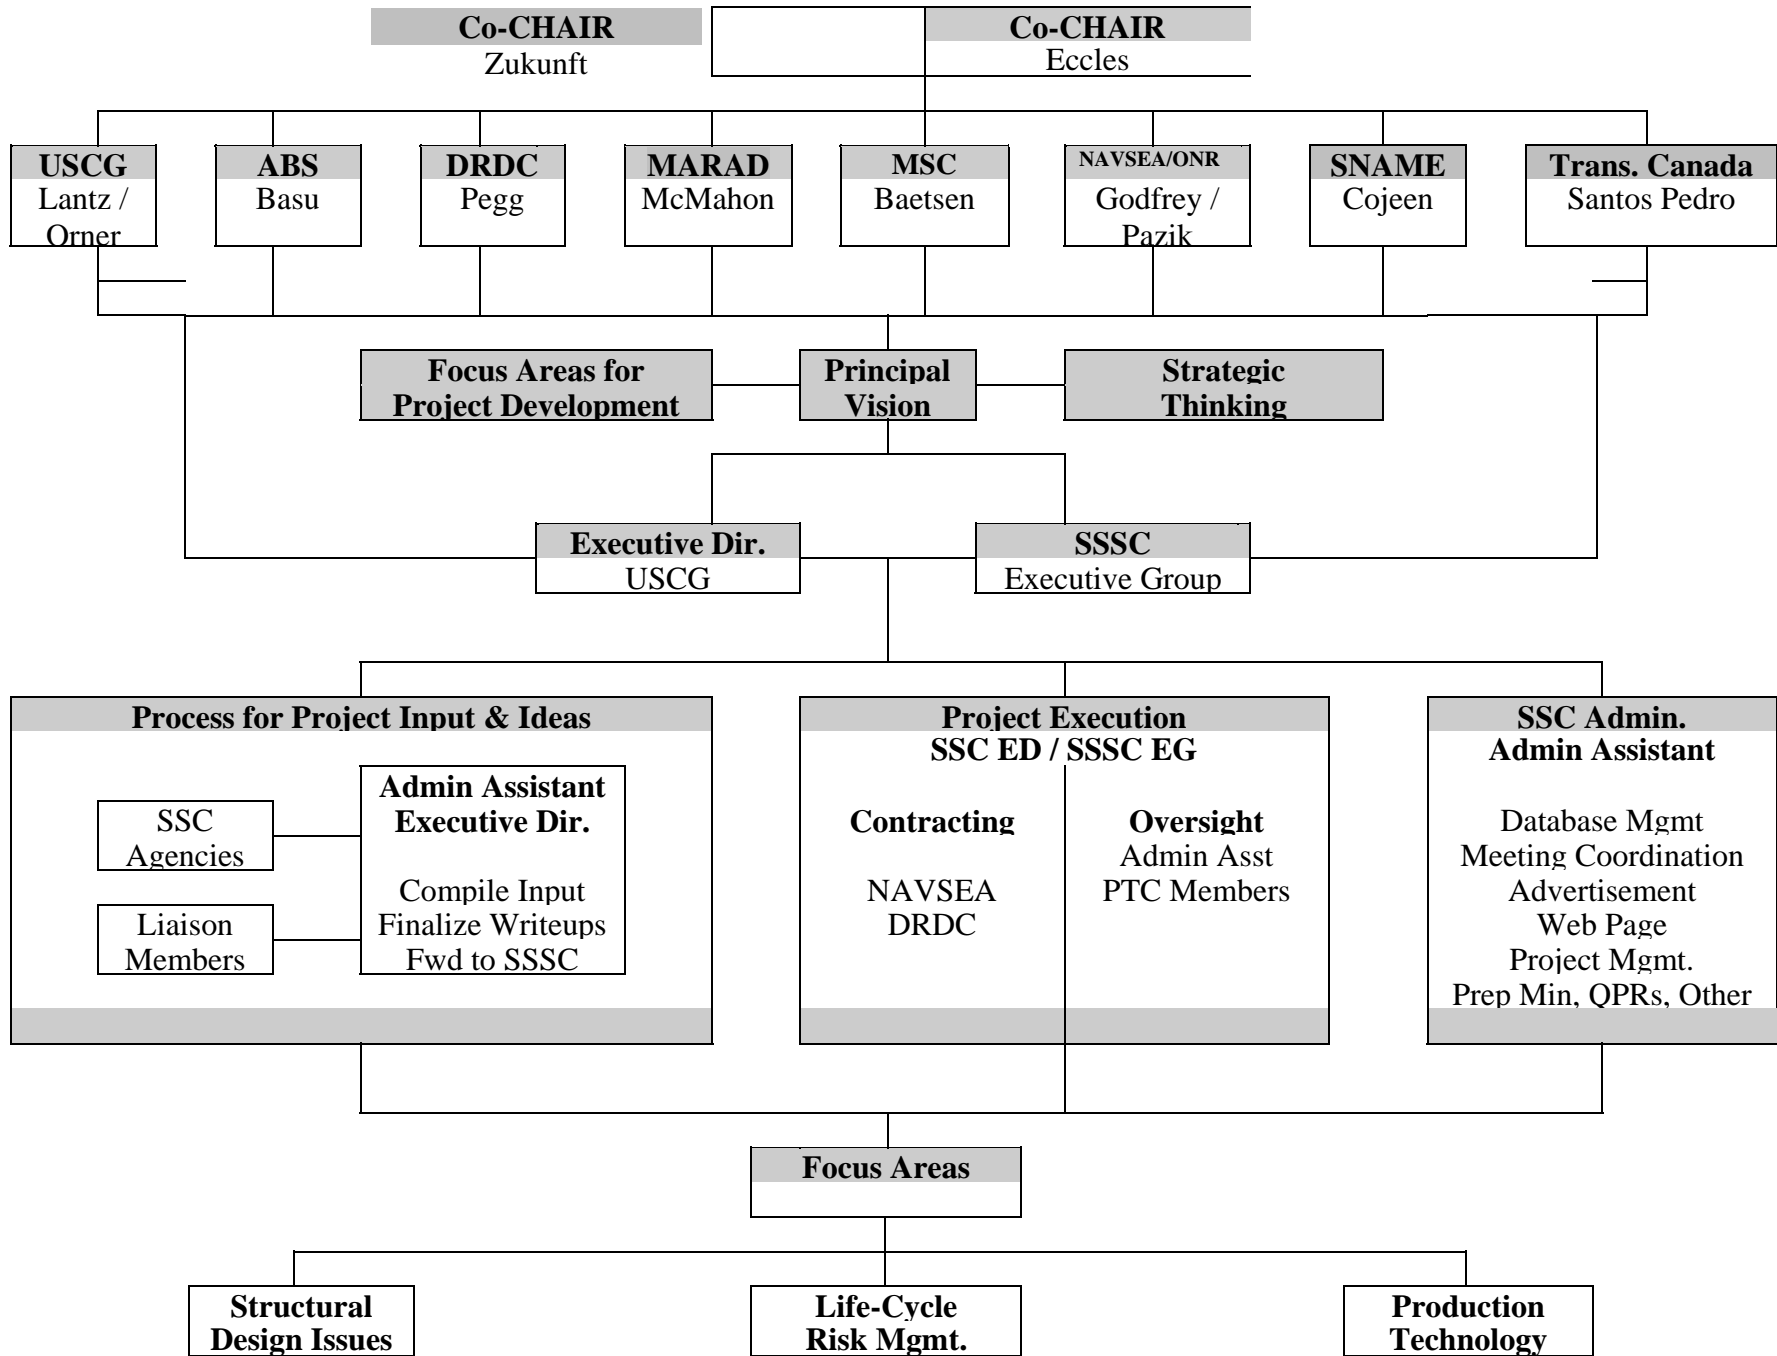 Co-CHAIR
Zukunft
Co-CHAIR
Eccles
USCG
Lantz /
Orner
ABS
Basu
DRDC
Pegg
MARAD
McMahon
MSC
Baetsen
NAVSEA/ONR
Godfrey /
Pazik
SNAME
Cojeen
Trans. Canada
Santos Pedro
Focus Areas for
Project Development
Principal
Vision
Strategic
Thinking
Executive Dir.
USCG
SSSC
Executive Group
Process for Project Input & Ideas
SSC
Agencies
Liaison
Members
Admin Assistant
Executive Dir.
Compile Input
Finalize Writeups
Fwd to SSSC
Project Execution
SSC ED / SSSC EG
Contracting
NAVSEA
DRDC
Oversight
Admin Asst
PTC Members
SSC Admin.
Admin Assistant
Database Mgmt
Meeting Coordination
Advertisement
Web Page
Project Mgmt.
Prep Min, QPRs, Other
Focus Areas
Structural
Design Issues
Life-Cycle
Risk Mgmt.
Production
Technology